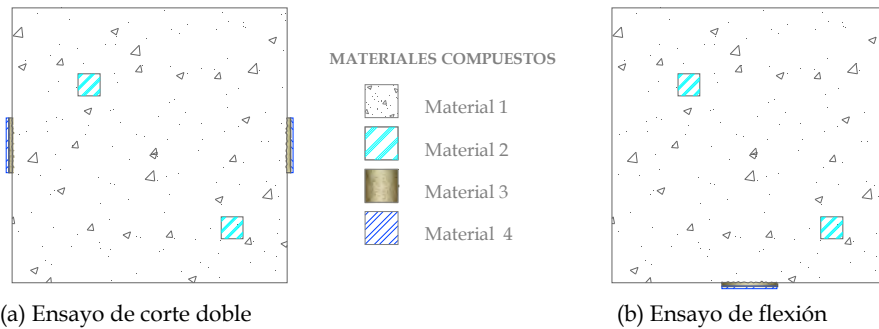 MATERIALES COMPUESTOS
Material 1
Material 2
Material 3
Material 4
(a) Ensayo de corte doble
(b) Ensayo de flexión